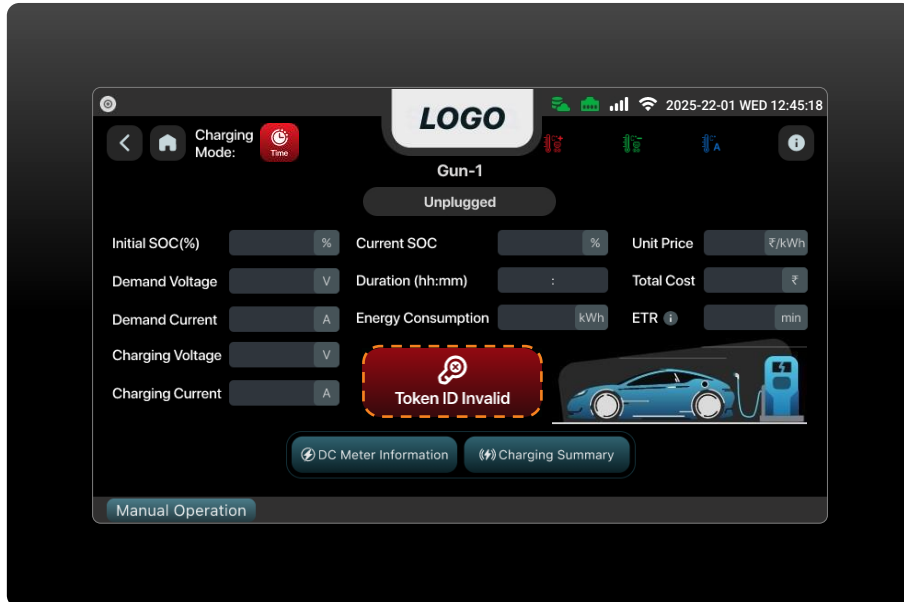 LOGO
2025-22-01 WED 12:45:18
Charging
Mode:
Time
A
Gun-1
Unplugged
Initial SOC(%) % Current SOC % Unit Price ₹/kWh
Demand Voltage V Duration (hh:mm) : Total Cost ₹
Demand Current A Energy Consumption kWh ETR i min
Charging Voltage V
Charging Current A
Token ID Invalid
DC Meter Information Charging Summary
Manual Operation